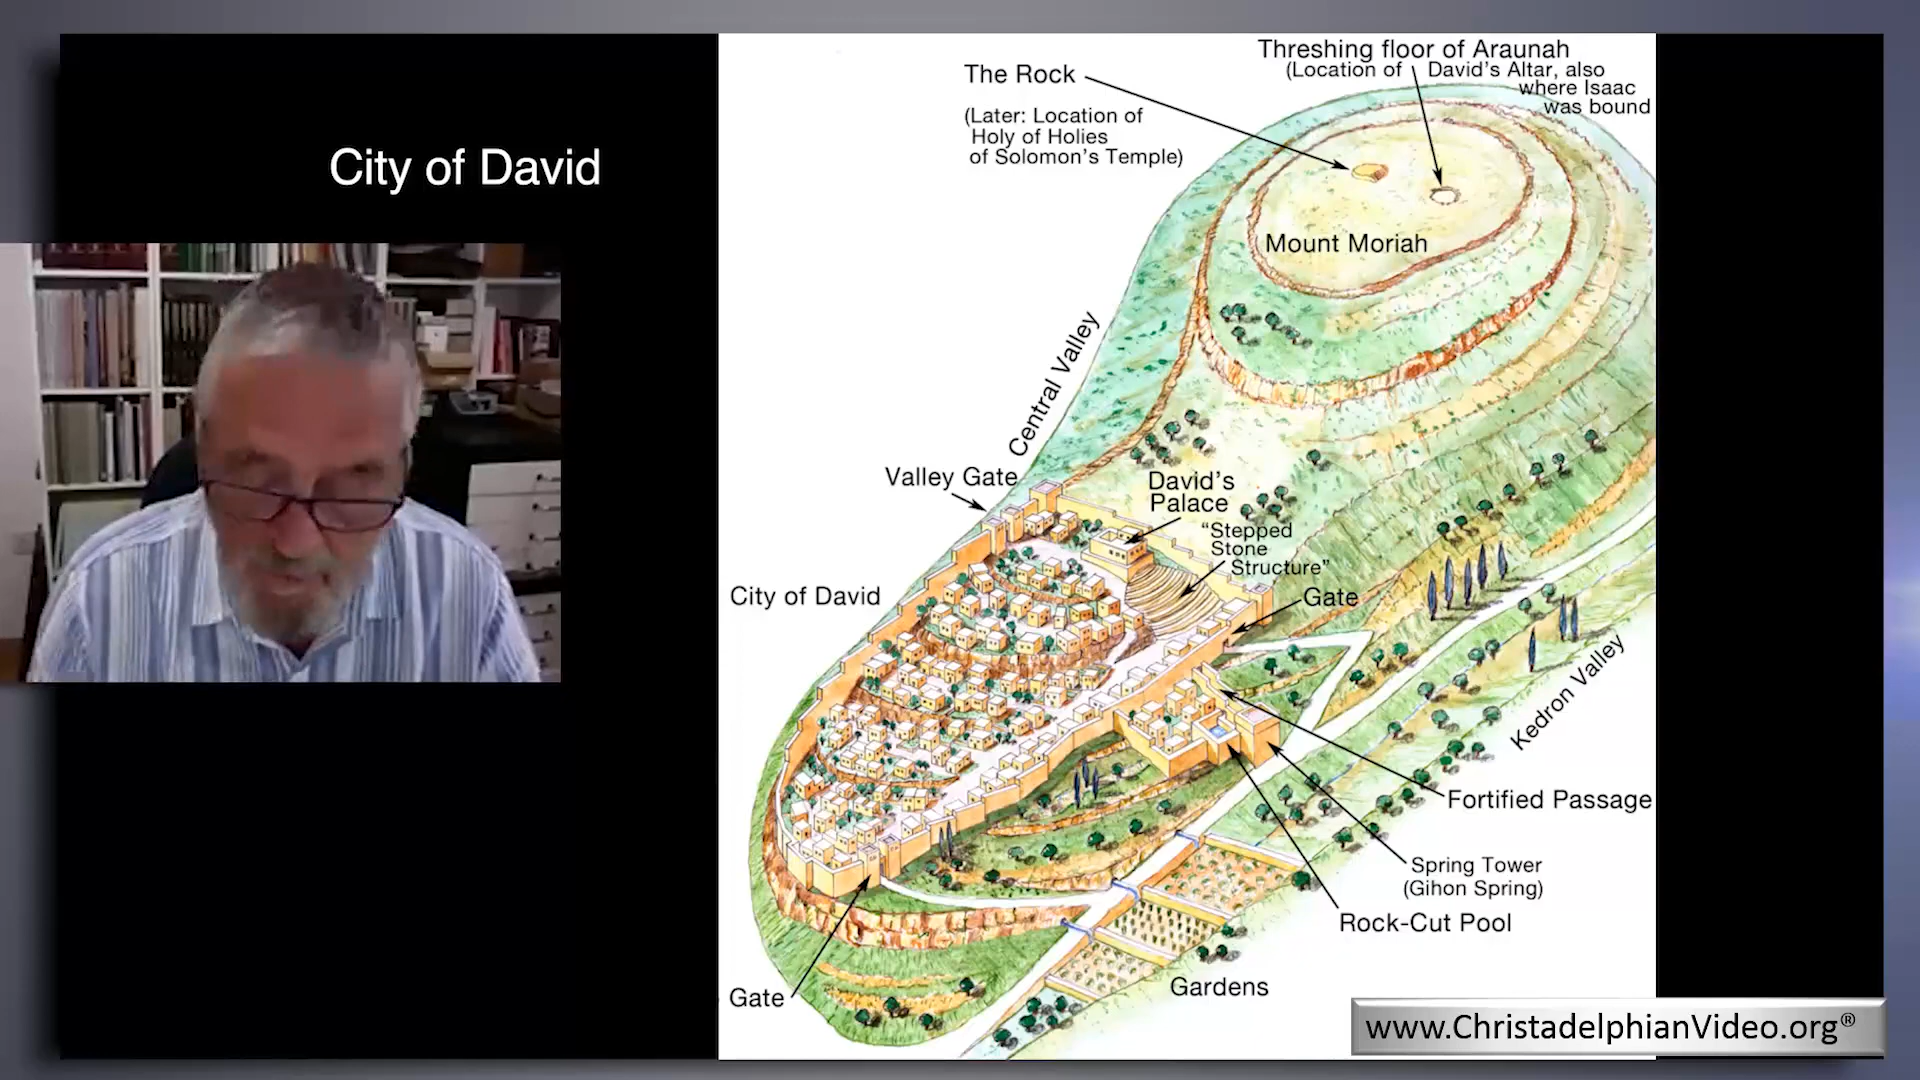 City of David
Threshing floor of Araunah
(Location of David's Altar, also
where Isaac
was bound
The Rock
(Later: Location of
Holy of Holies
of Solomon's Temple)
Mount Moriah
Central Valley
Valley Gate
David's
Palace
"Stepped
Stone
Structure"
City of David
Gate
Kedron Valley
Fortified Passage
Spring Tower
(Gihon Spring)
Rock-Cut Pool
Gardens
Gate
www.ChristadelphianVideo.org®